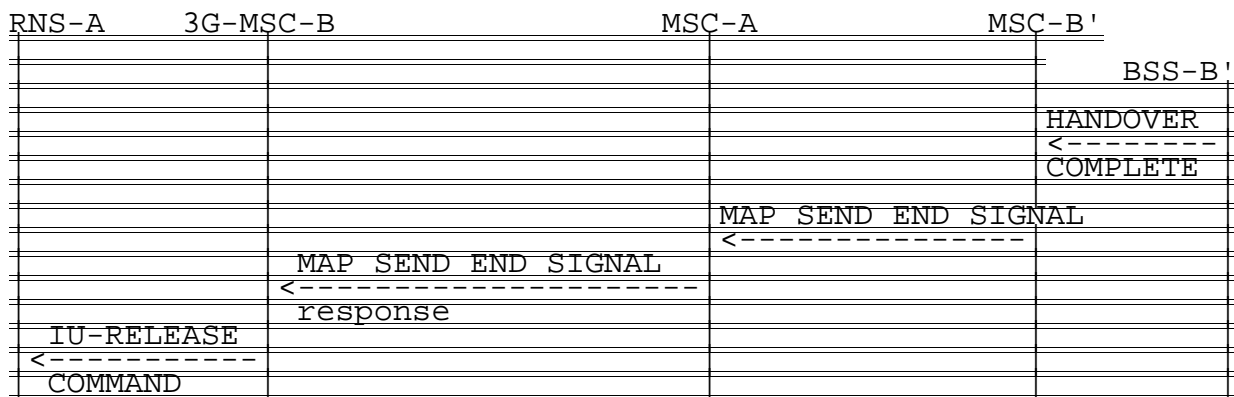 RNS-A 3G-MSC-B MSC-A MSC-B'
BSS-B'
HANDOVER
<--------
COMPLETE
MAP SEND END SIGNAL
<---------------
MAP SEND END SIGNAL
<---------------------
response
IU-RELEASE
<-----------
COMMAND